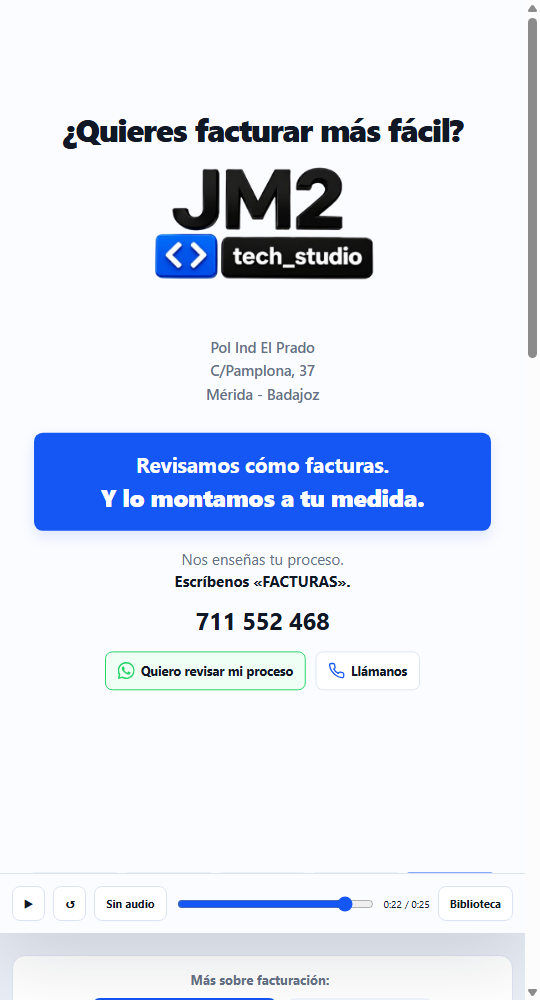 ¿Quieres facturar más fácil?
JM2
<> tech_studio
Pol Ind El Prado
C/Pamplona, 37
Mérida - Badajoz
Revisamos cómo facturas.
Y lo montamos a tu medida.
Nos enseñas tu proceso.
Escríbenos «FACTURAS».
711 552 468
Quiero revisar mi proceso
Llámanos
Sin audio
0:22 / 0:25
Biblioteca
Más sobre facturación: